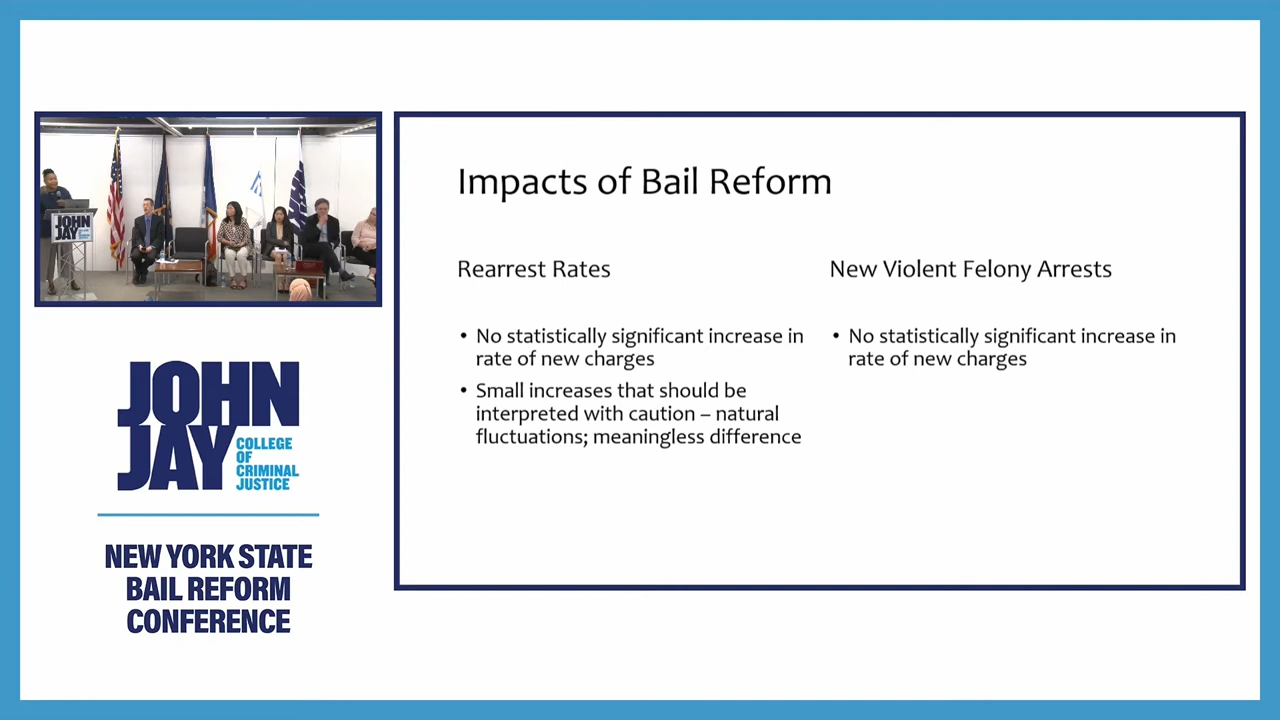 Impacts of Bail Reform
Rearrest Rates
• No statistically significant increase in
rate of new charges
• Small increases that should be
interpreted with caution – natural
fluctuations; meaningless difference
New Violent Felony Arrests
• No statistically significant increase in
rate of new charges
JOHN
JAY
JOHN
JAY
COLLEGE
OF
CRIMINAL
JUSTICE
NEW YORK STATE
BAIL REFORM
CONFERENCE